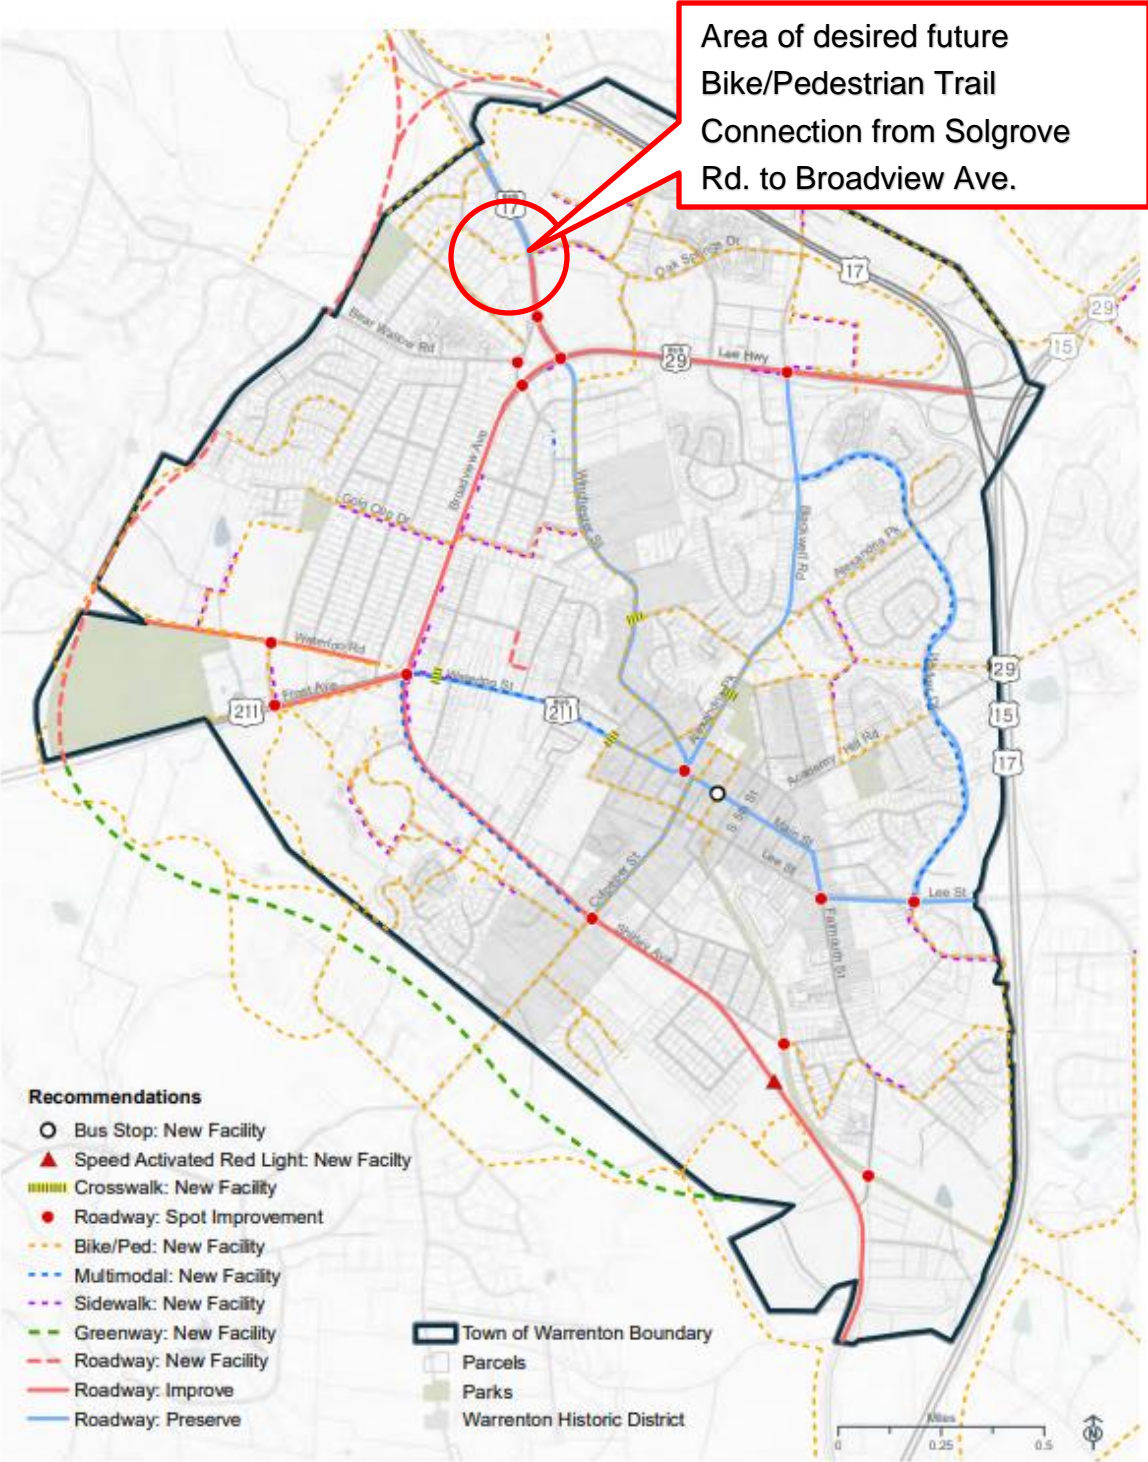 Area of desired future
Bike/Pedestrian Trail
Connection from Solgrove
Rd. to Broadview Ave.
17
Oak Springs Dr
17
29
15
Bear Wallow Rd
29
Lee Hwy
Broadview Ave
Gold Cup Dr
Winchester St
Blackwell Rd
Alexandria Pk
Waterloo Rd
Frost Ave
211
Waterloo St
211
Alexandria Pk
Walker Dr
29
15
17
Academy Hill Rd
S 5th St
Main St
Lee St
Lee St
Culpeper St
Shirley Ave
Falmouth St
Recommendations
Bus Stop: New Facility
Speed Activated Red Light: New Facilty
Crosswalk: New Facility
Roadway: Spot Improvement
Bike/Ped: New Facility
Multimodal: New Facility
Sidewalk: New Facility
Greenway: New Facility
Roadway: New Facility
Roadway: Improve
Roadway: Preserve
Town of Warrenton Boundary
Parcels
Parks
Warrenton Historic District
Miles
0
0.25
0.5
N